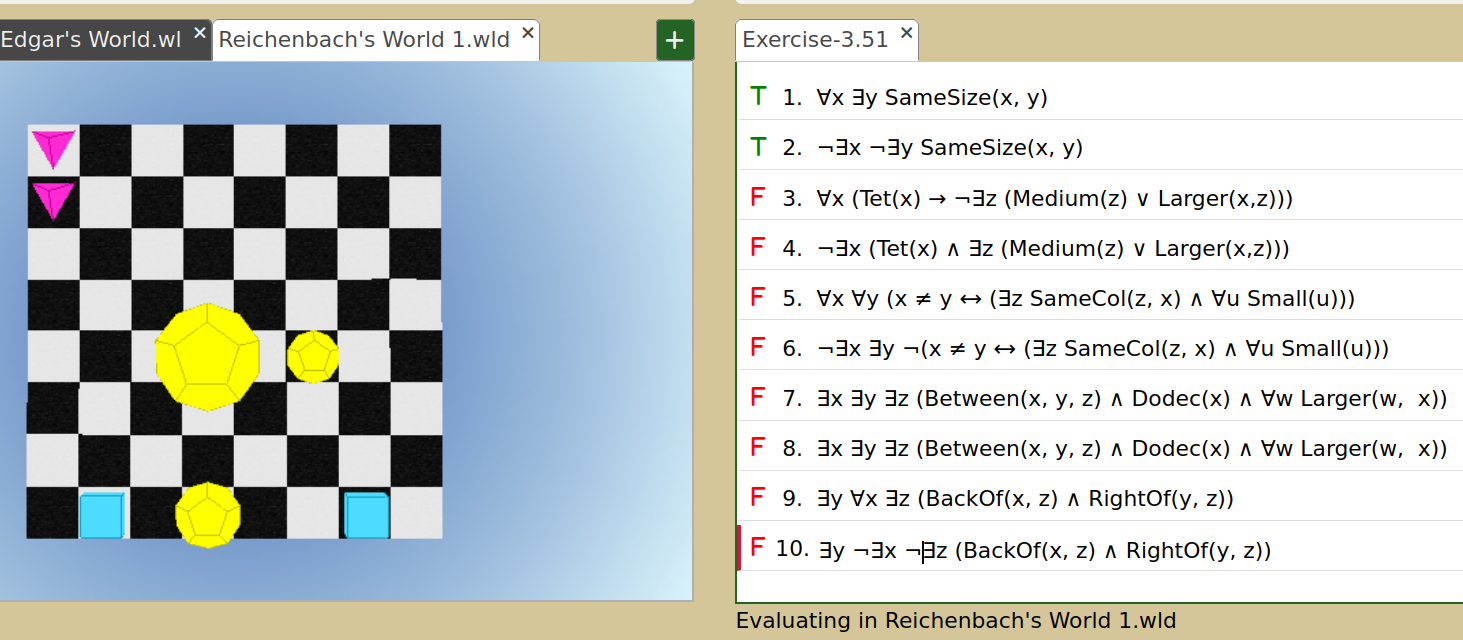 Edgar's World.wl × Reichenbach's World 1.wld × +
Exercise-3.51 ×
T 1. ∀x ∃y SameSize(x, y)
T 2. ¬∃x ¬∃y SameSize(x, y)
F 3. ∀x (Tet(x) → ¬∃z (Medium(z) ∨ Larger(x,z)))
F 4. ¬∃x (Tet(x) ∧ ∃z (Medium(z) ∨ Larger(x,z)))
F 5. ∀x ∀y (x ≠ y ↔ (∃z SameCol(z, x) ∧ ∀u Small(u)))
F 6. ¬∃x ∃y ¬(x ≠ y ↔ (∃z SameCol(z, x) ∧ ∀u Small(u)))
F 7. ∃x ∃y ∃z (Between(x, y, z) ∧ Dodec(x) ∧ ∀w Larger(w,  x))
F 8. ∃x ∃y ∃z (Between(x, y, z) ∧ Dodec(x) ∧ ∀w Larger(w,  x))
F 9. ∃y ∀x ∃z (BackOf(x, z) ∧ RightOf(y, z))
F 10. ∃y ¬∃x ¬∃z (BackOf(x, z) ∧ RightOf(y, z))
Evaluating in Reichenbach's World 1.wld